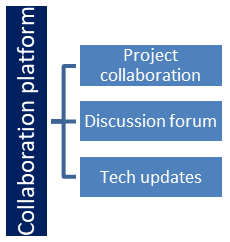 Collaboration platform
Project
collaboration
Discussion forum
Tech updates